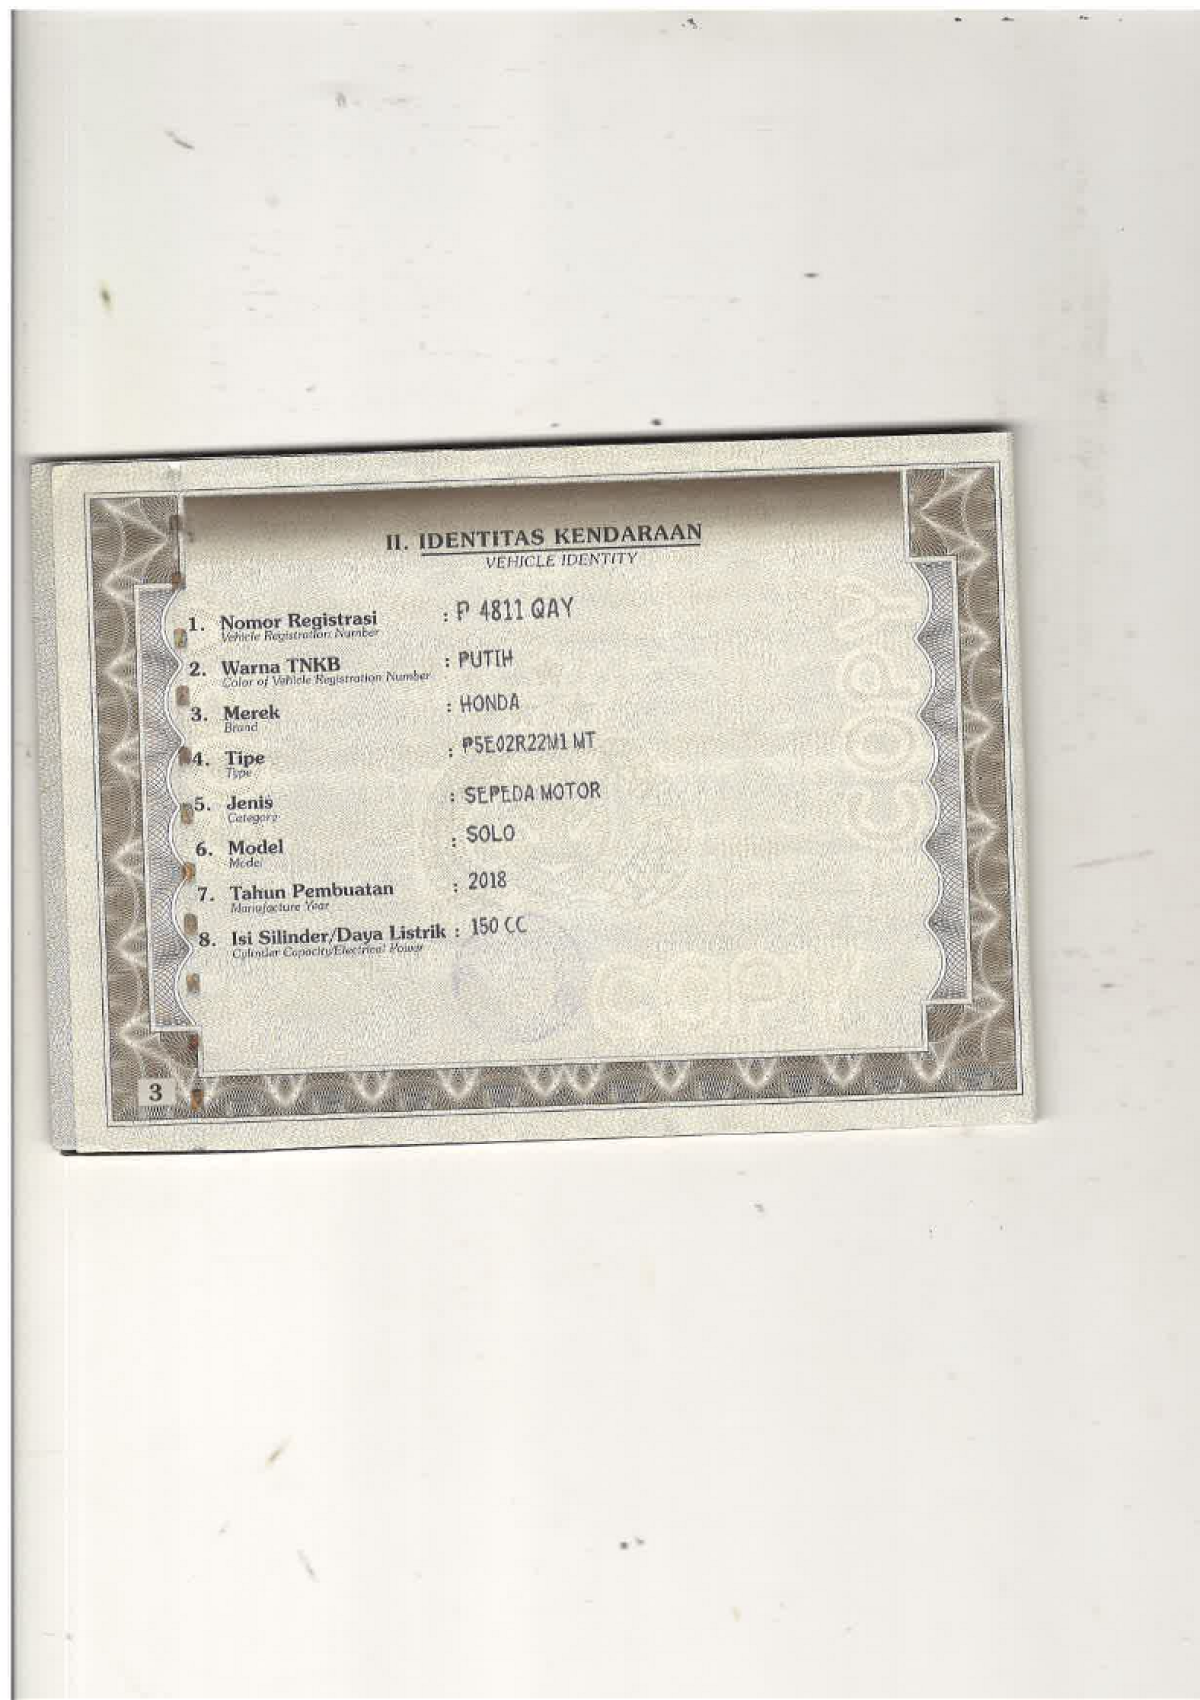 II. IDENTITAS KENDARAAN
VEHICLE IDENTITY
1. Nomor Registrasi : P 4811 QAY
Vehicle Registration Number
2. Warna TNKB : PUTIH
Color of Vehicle Registration Number
3. Merek : HONDA
Brand
4. Tipe : P5E02R22M1 MT
Type
5. Jenis : SEPEDA MOTOR
Category
6. Model : SOLO
Model
7. Tahun Pembuatan : 2018
Manufacture Year
8. Isi Silinder/Daya Listrik : 150 CC
Cylinder Capacity/Electrical Power
COPY
COPY
3